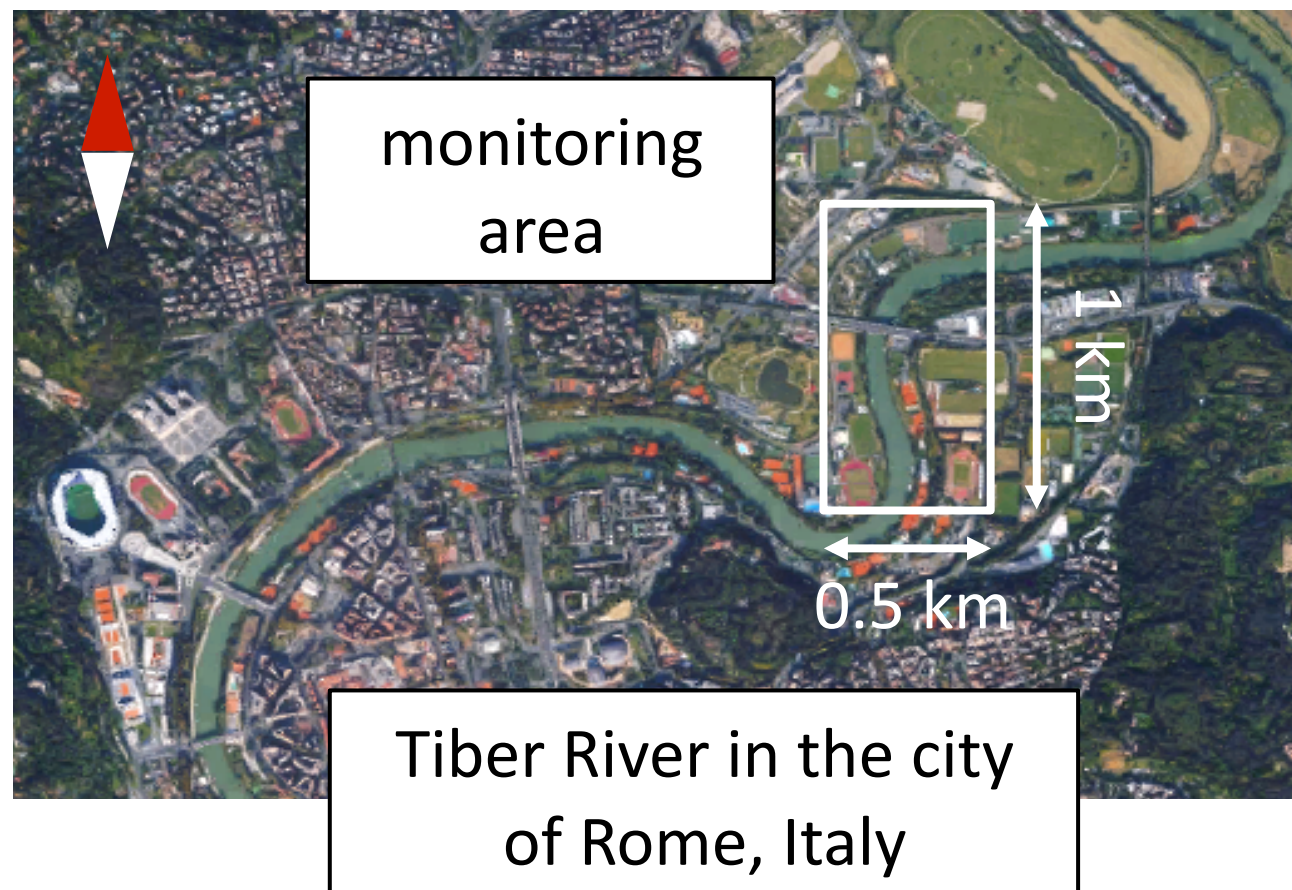 monitoring
area
1 km
0.5 km
Tiber River in the city
of Rome, Italy